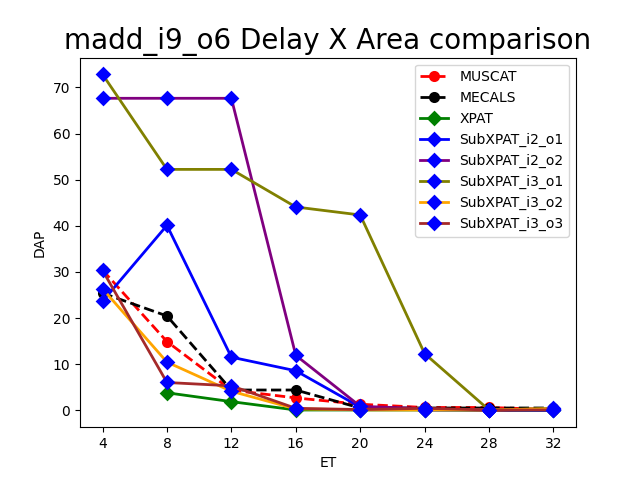 madd_i9_o6 Delay X Area comparison
DAP
70
60
50
40
30
20
10
0
4 8 12 16 20 24 28 32
ET
MUSCAT
MECALS
XPAT
SubXPAT_i2_o1
SubXPAT_i2_o2
SubXPAT_i3_o1
SubXPAT_i3_o2
SubXPAT_i3_o3